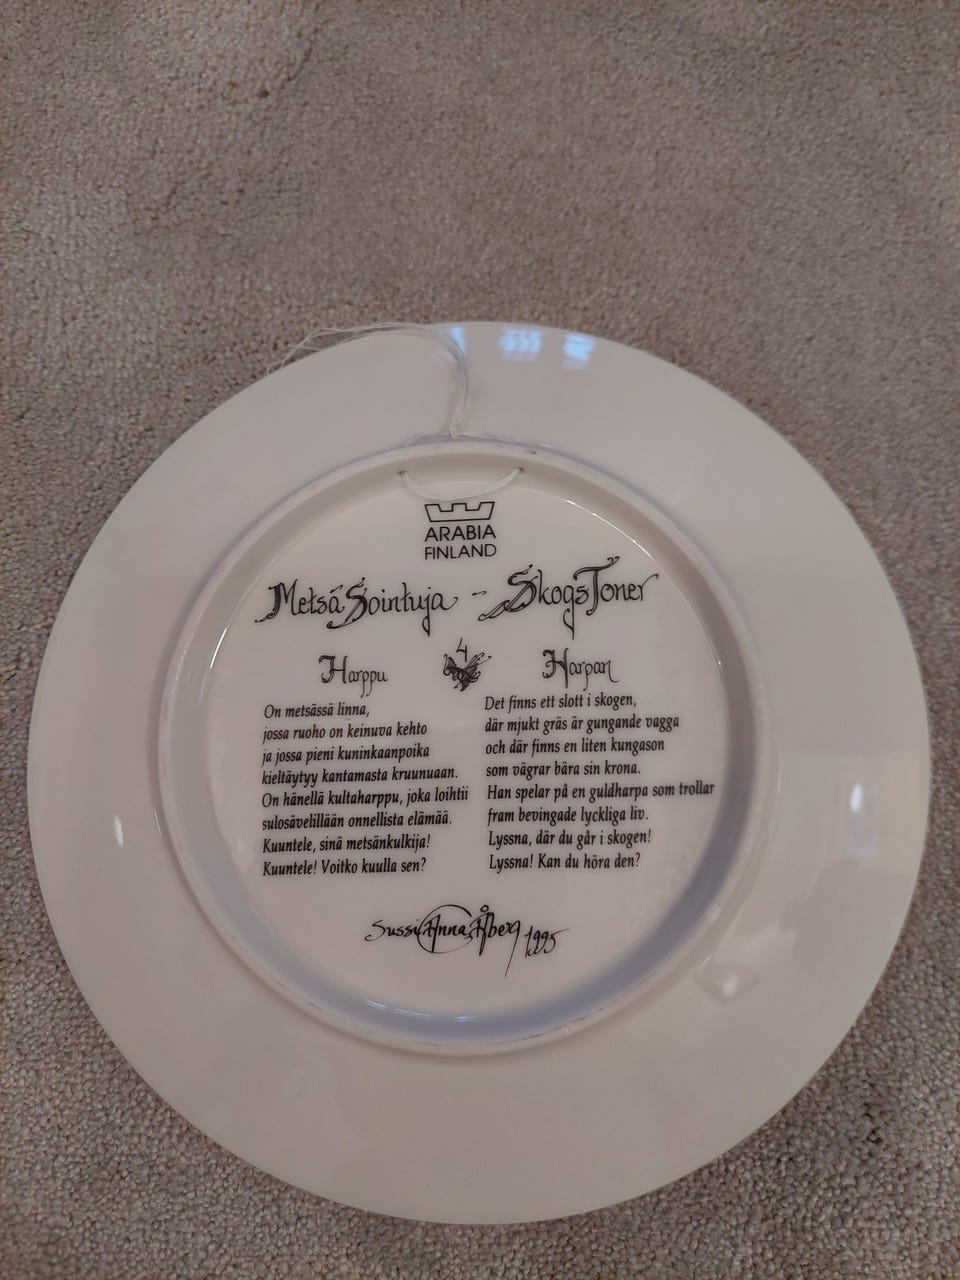 ARABIA
FINLAND
MetsäSointuja - SkogsToner
4
Harppu
On metsässä linna,
jossa ruoho on keinuva kehto
ja jossa pieni kuninkaanpoika
kieltäytyy kantamasta kruunuaan.
On hänellä kultaharppu, joka loihtii
sulosävelillään onnellista elämää.
Kuuntele, sinä metsänkulkija!
Kuuntele! Voitko kuulla sen?
Harpan
Det finns ett slott i skogen,
där mjukt gräs är gungande vagga
och där finns en liten kungason
som vägrar bära sin krona.
Han spelar på en guldharpa som trollar
fram bevingade lyckliga liv.
Lyssna, där du går i skogen!
Lyssna! Kan du höra den?
Sussi Anna Åberg 1995